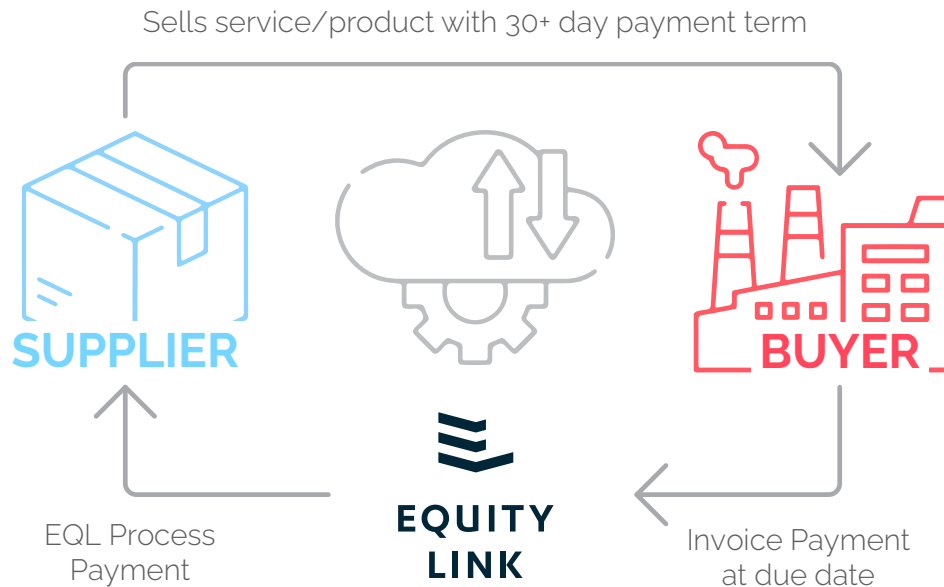 Sells service/product with 30+ day payment term
SUPPLIER
BUYER
EQL Process
Payment
EQUITY
LINK
Invoice Payment
at due date